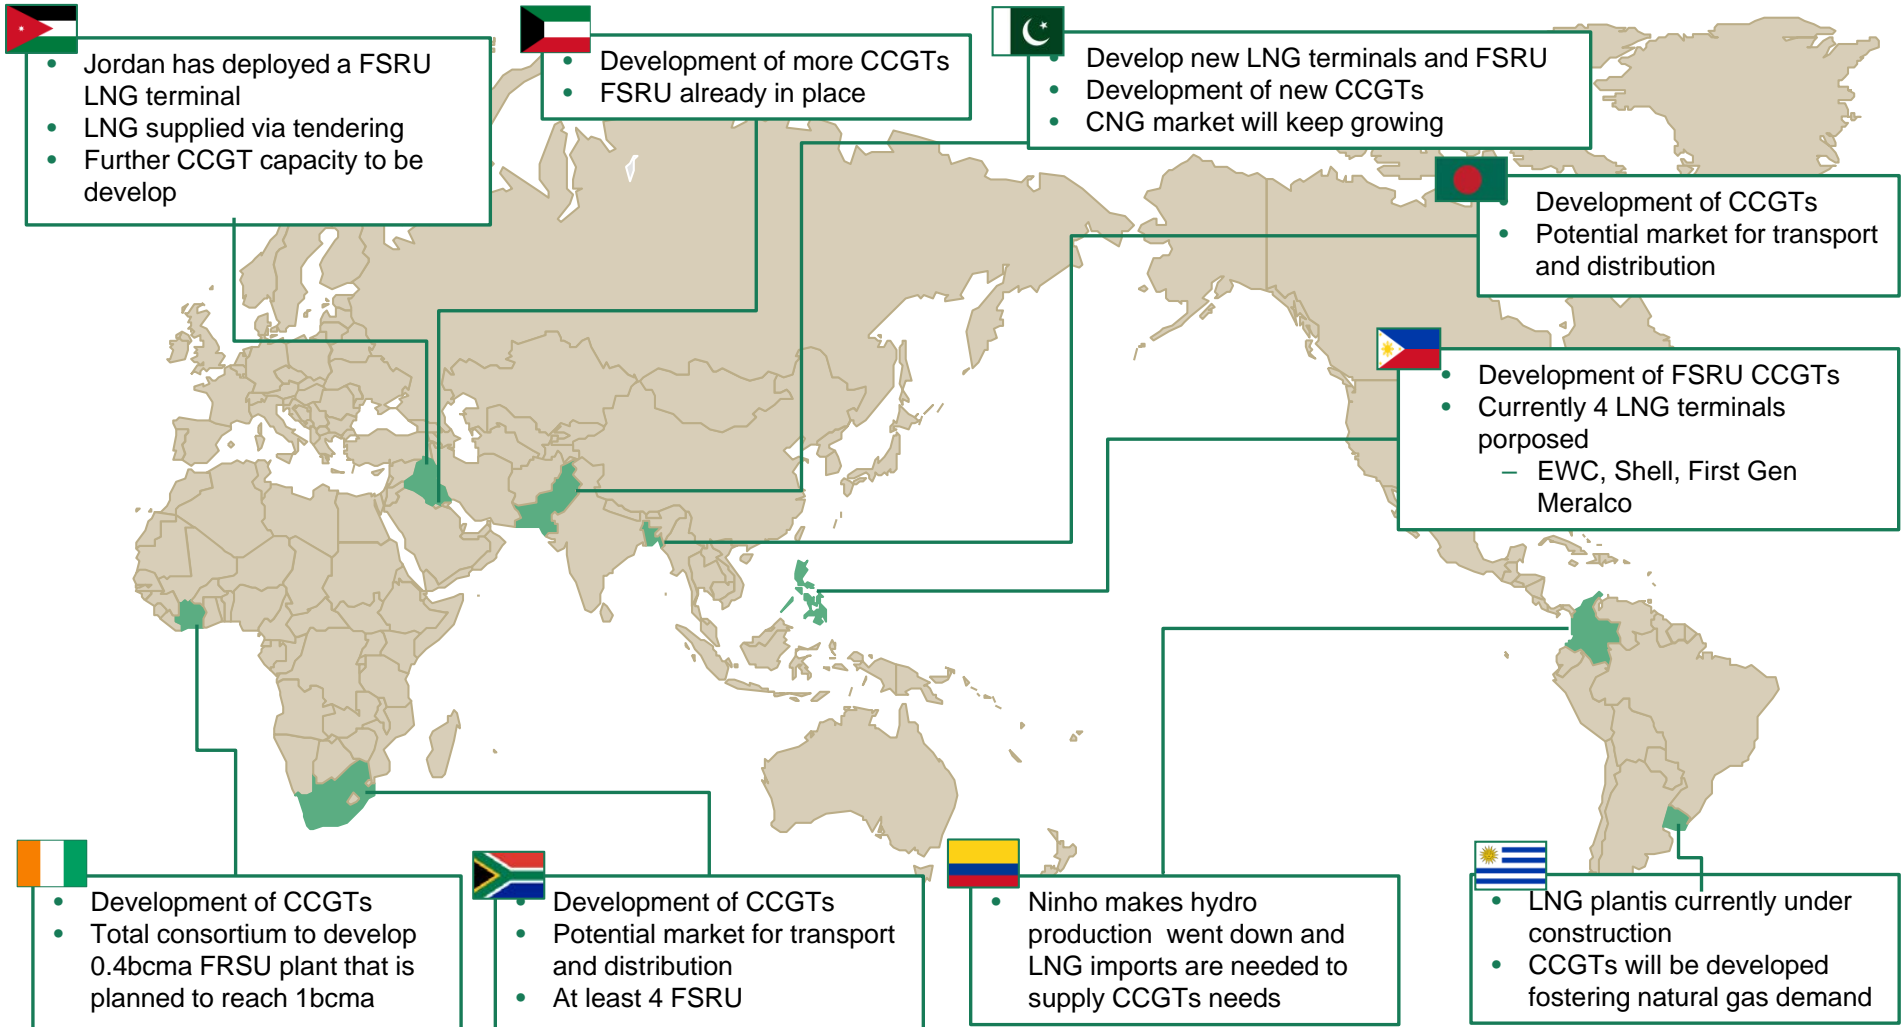 • Jordan has deployed a FSRU
LNG terminal
• LNG supplied via tendering
• Further CCGT capacity to be
develop
• Development of more CCGTs
• FSRU already in place
• Develop new LNG terminals and FSRU
• Development of new CCGTs
• CNG market will keep growing
• Development of CCGTs
• Potential market for transport
and distribution
• Development of FSRU CCGTs
• Currently 4 LNG terminals
porposed
– EWC, Shell, First Gen
Meralco
• Development of CCGTs
• Total consortium to develop
0.4bcma FRSU plant that is
planned to reach 1bcma
• Development of CCGTs
• Potential market for transport
and distribution
• At least 4 FSRU
• Ninho makes hydro
production went down and
LNG imports are needed to
supply CCGTs needs
• LNG plantis currently under
construction
• CCGTs will be developed
fostering natural gas demand